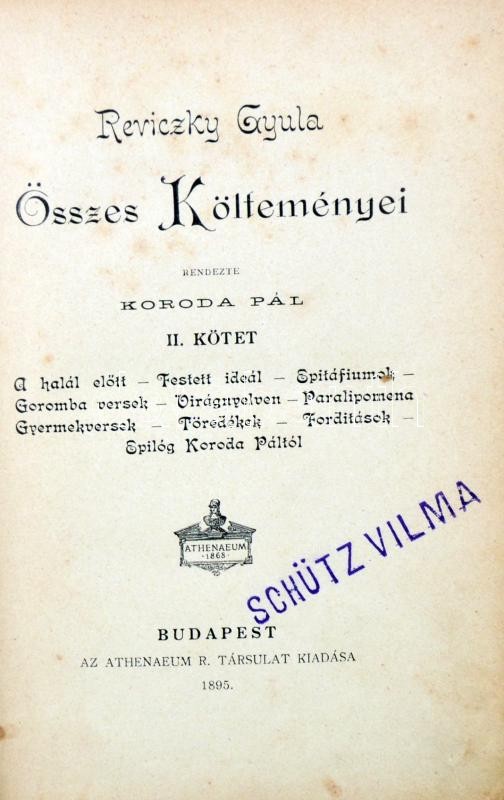 Reviczky Gyula
Összes Költeményei
RENDEZTE
KORODA PÁL
II. KÖTET
A halál előtt — Festett ideál — Epitáfiumok —
Goromba versek — Virágnyelven — Paralipomena
Gyermekversek — Töredékek — Fordítások —
Epilóg Koroda Páltól
ATHENAEUM
·1868·
SCHÜTZ VILMA
BUDAPEST
AZ ATHENAEUM R. TÁRSULAT KIADÁSA
1895.